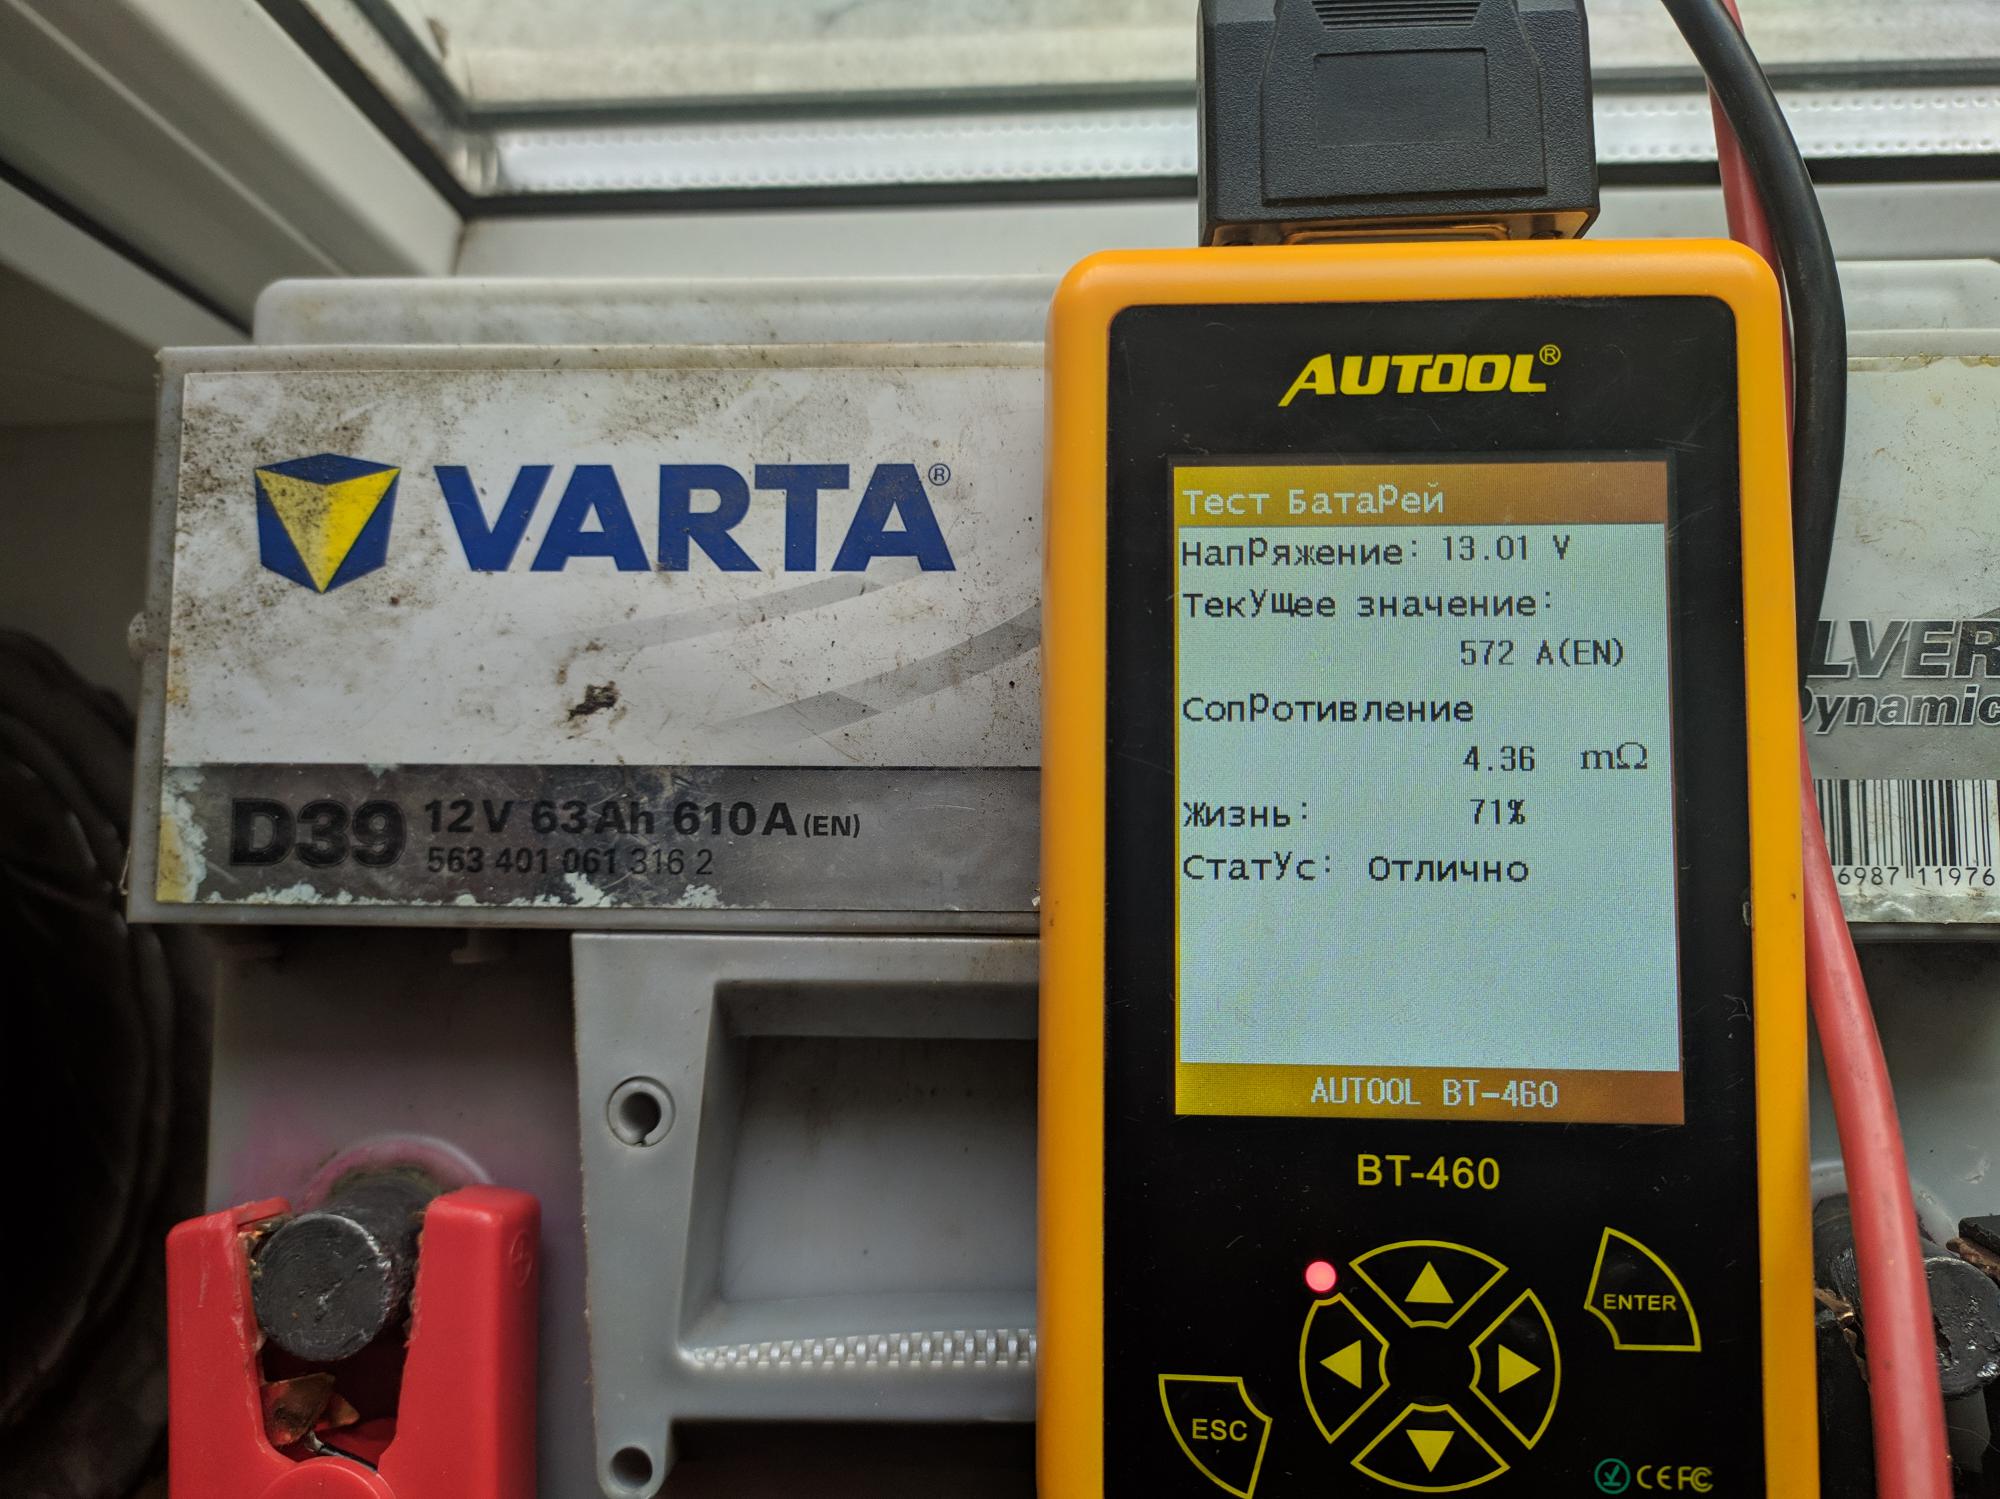 VARTA®
D39 12V 63Ah 610A (EN)
563 401 061 316 2
LVER
Dynamic
6987 11976
AUTOOL®
Тест Батарей
Напряжение: 13.01 V
Текущее значение:
572 A(EN)
Сопротивление
4.36 mΩ
Жизнь: 71%
Статус: Отлично
AUTOOL BT-460
BT-460
ENTER
ESC
CE FC